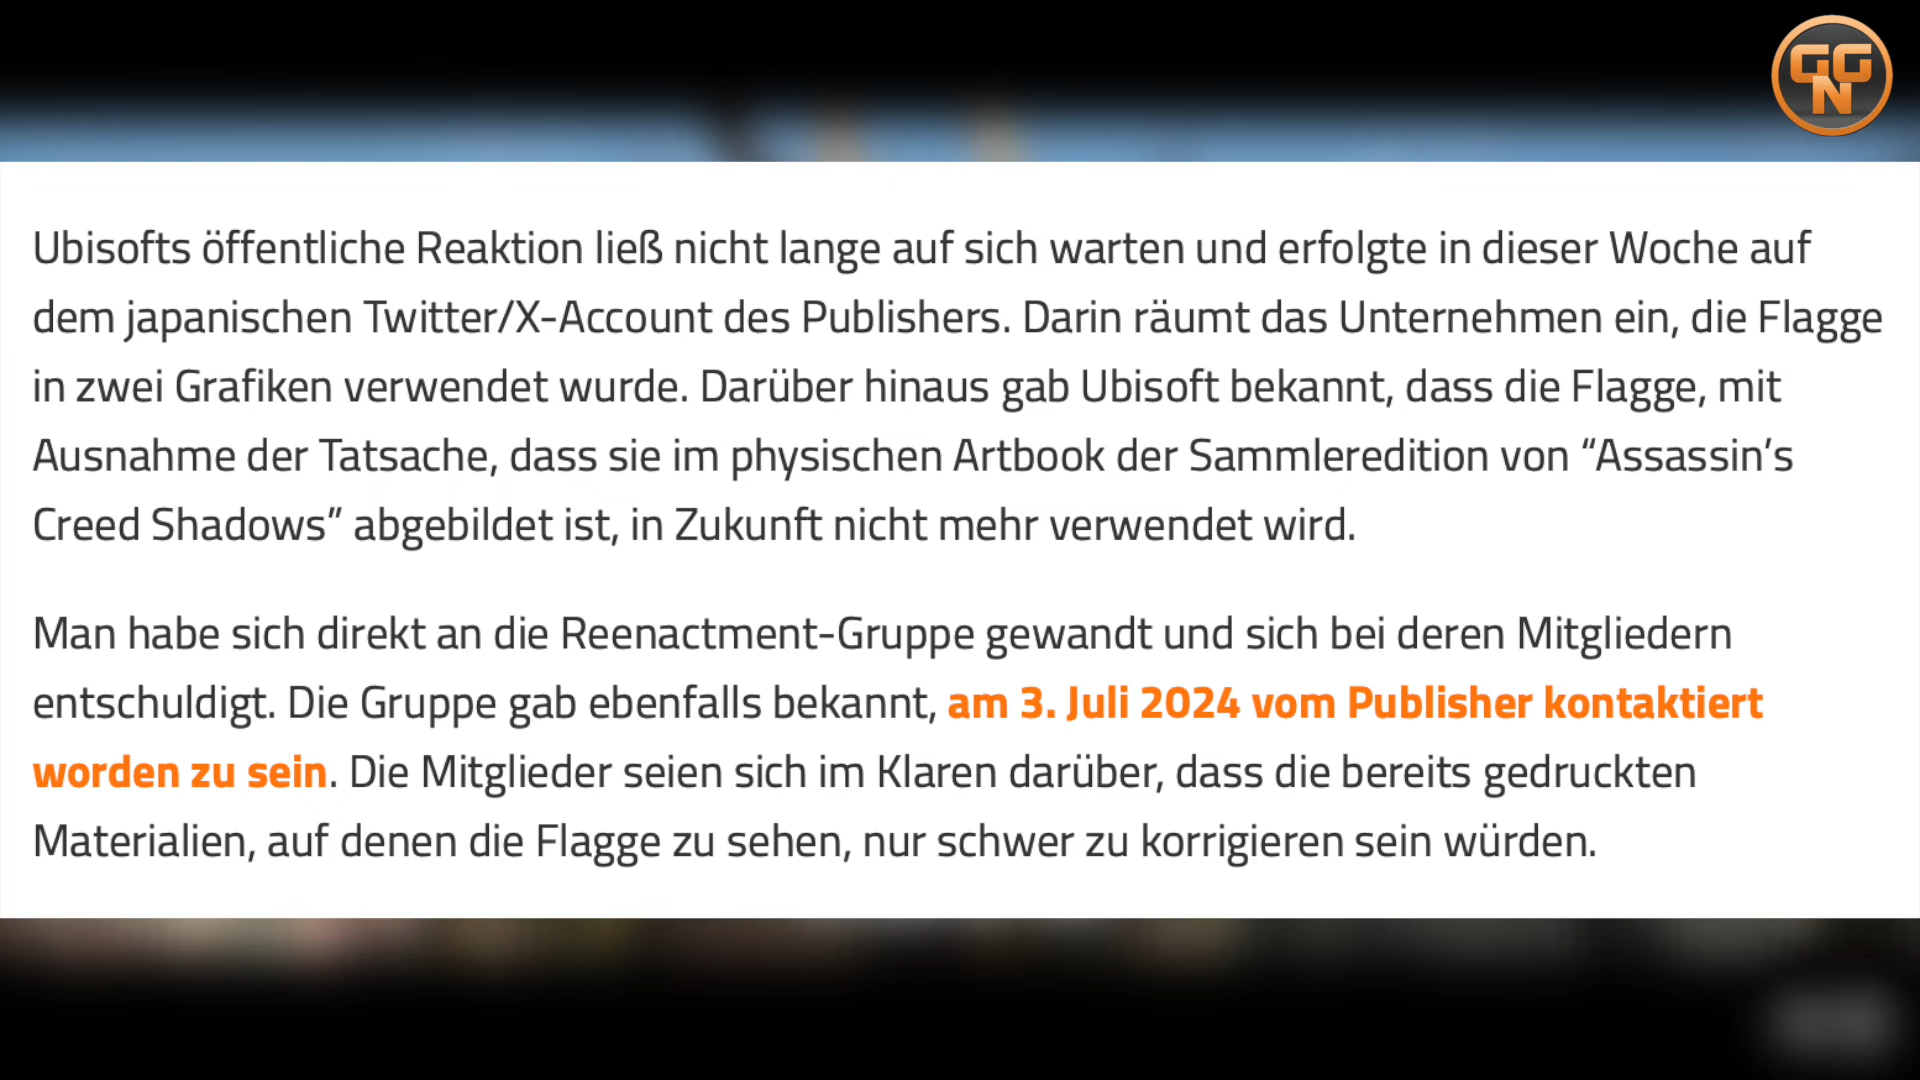 GGN
Ubisofts öffentliche Reaktion ließ nicht lange auf sich warten und erfolgte in dieser Woche auf
dem japanischen Twitter/X-Account des Publishers. Darin räumt das Unternehmen ein, die Flagge
in zwei Grafiken verwendet wurde. Darüber hinaus gab Ubisoft bekannt, dass die Flagge, mit
Ausnahme der Tatsache, dass sie im physischen Artbook der Sammleredition von “Assassin’s
Creed Shadows” abgebildet ist, in Zukunft nicht mehr verwendet wird.
Man habe sich direkt an die Reenactment-Gruppe gewandt und sich bei deren Mitgliedern
entschuldigt. Die Gruppe gab ebenfalls bekannt, am 3. Juli 2024 vom Publisher kontaktiert
worden zu sein. Die Mitglieder seien sich im Klaren darüber, dass die bereits gedruckten
Materialien, auf denen die Flagge zu sehen, nur schwer zu korrigieren sein würden.